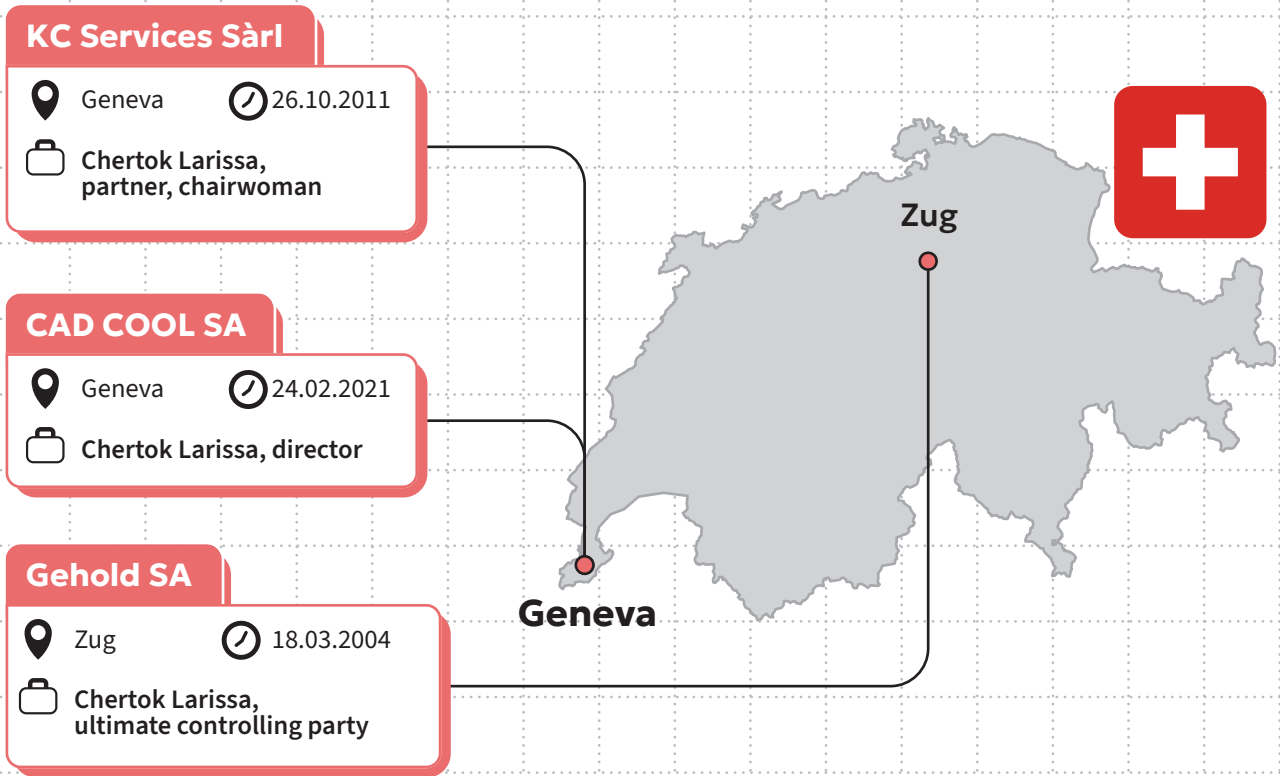 KC Services Sàrl
Geneva
26.10.2011
Chertok Larissa,
partner, chairwoman
CAD COOL SA
Geneva
24.02.2021
Chertok Larissa, director
Gehold SA
Zug
18.03.2004
Chertok Larissa,
ultimate controlling party
Zug
Geneva